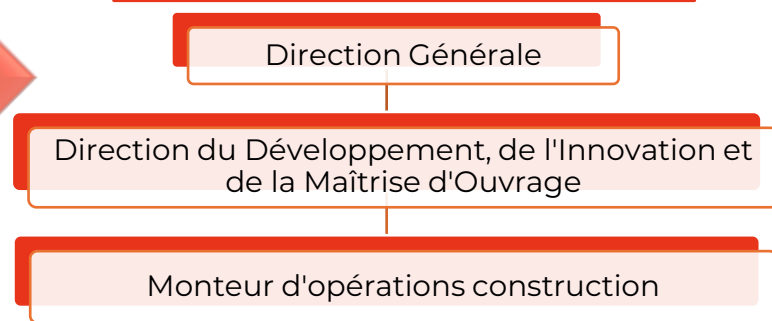 Direction Générale
Direction du Développement, de l'Innovation et
de la Maîtrise d'Ouvrage
Monteur d'opérations construction